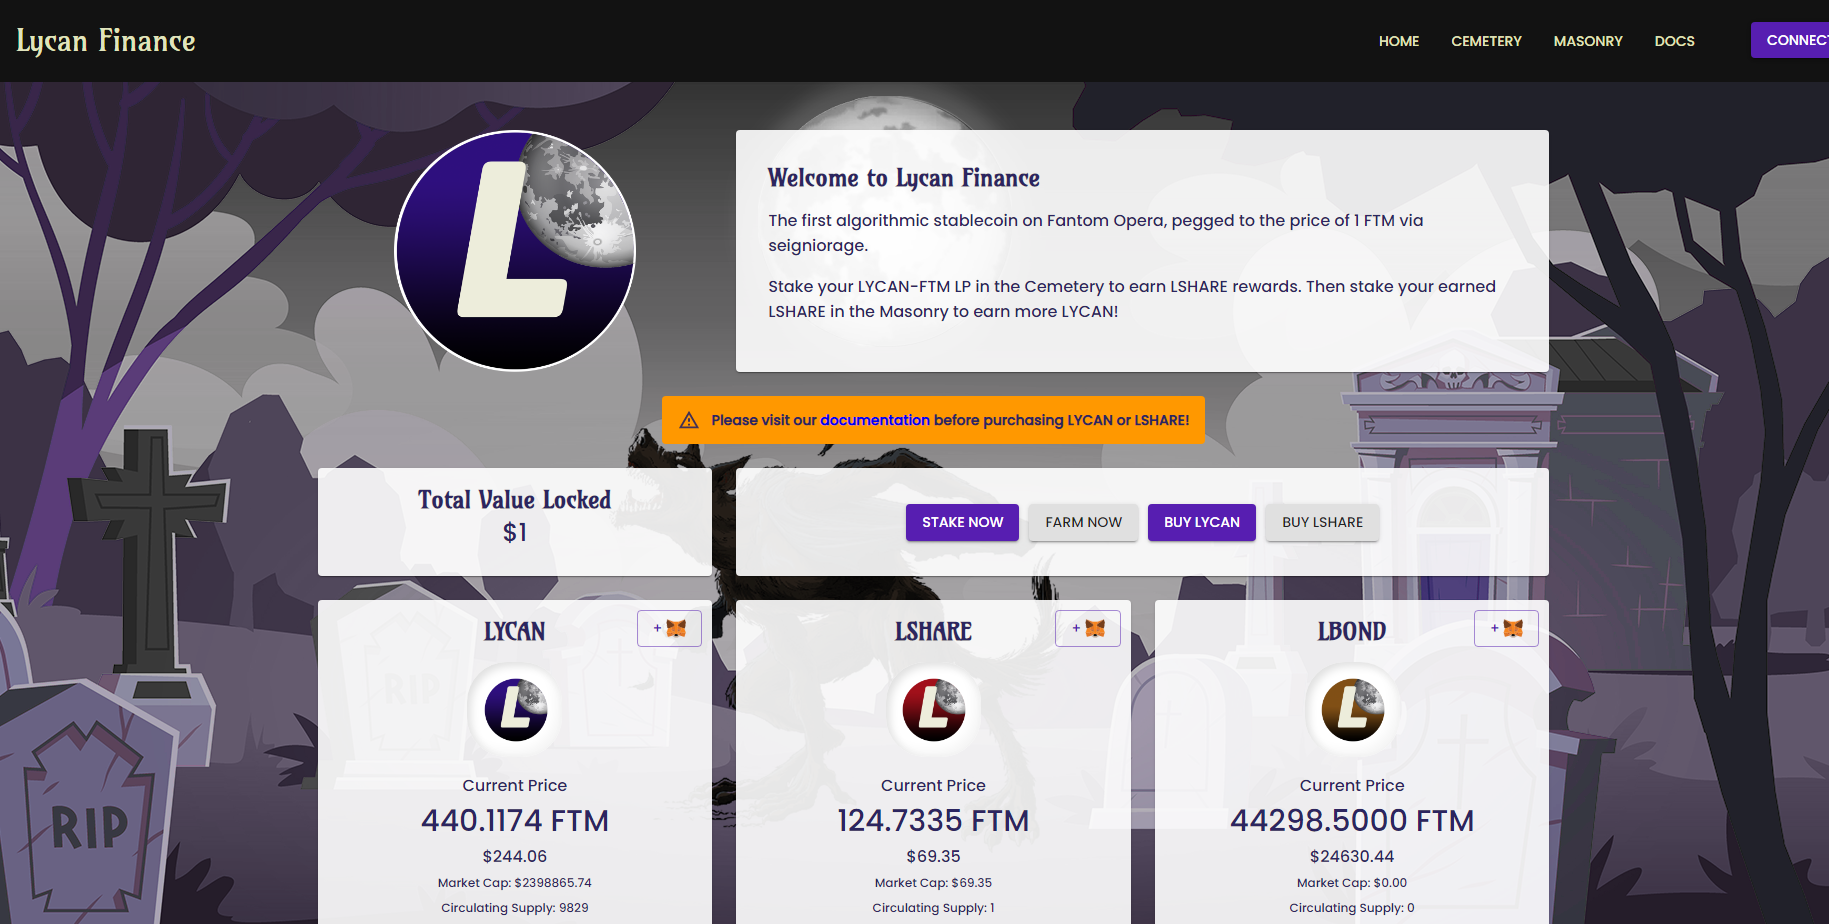 Lycan Finance
HOME CEMETERY MASONRY DOCS CONNECT
Welcome to Lycan Finance
The first algorithmic stablecoin on Fantom Opera, pegged to the price of 1 FTM via
seigniorage.
Stake your LYCAN-FTM LP in the Cemetery to earn LSHARE rewards. Then stake your earned
LSHARE in the Masonry to earn more LYCAN!
Please visit our documentation before purchasing LYCAN or LSHARE!
Total Value Locked
$1
STAKE NOW FARM NOW BUY LYCAN BUY LSHARE
LYCAN
+
L
Current Price
440.1174 FTM
$244.06
Market Cap: $2398865.74
Circulating Supply: 9829
LSHARE
+
L
Current Price
124.7335 FTM
$69.35
Market Cap: $69.35
Circulating Supply: 1
LBOND
+
L
Current Price
44298.5000 FTM
$24630.44
Market Cap: $0.00
Circulating Supply: 0
L
RIP
RIP